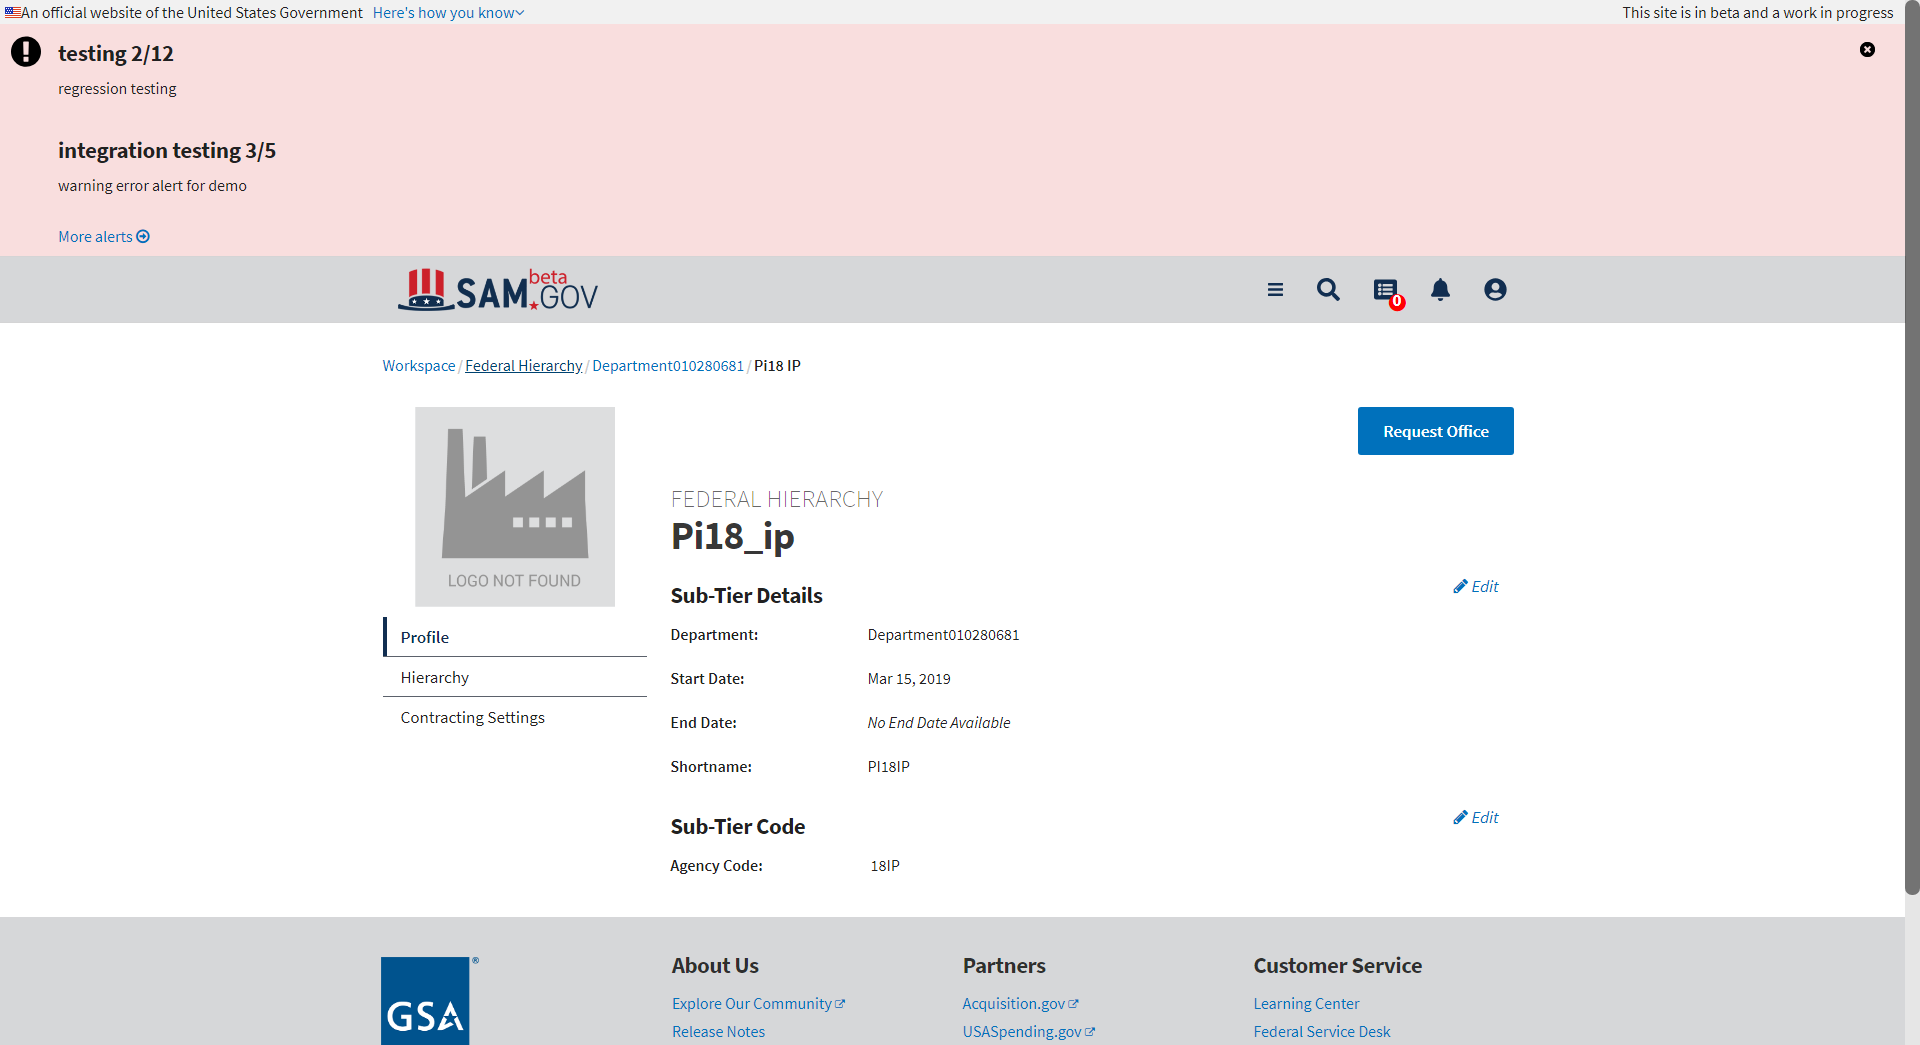 An official website of the United States Government Here's how you know This site is in beta and a work in progress
testing 2/12
regression testing
integration testing 3/5
warning error alert for demo
More alerts
SAM beta .GOV
0
Workspace / Federal Hierarchy / Department010280681 / Pi18 IP
LOGO NOT FOUND
Request Office
FEDERAL HIERARCHY
Pi18_ip
Profile
Hierarchy
Contracting Settings
Sub-Tier Details Edit
Department: Department010280681
Start Date: Mar 15, 2019
End Date: No End Date Available
Shortname: PI18IP
Sub-Tier Code Edit
Agency Code: 18IP
GSA ®
About Us
Explore Our Community
Release Notes
Partners
Acquisition.gov
USASpending.gov
Customer Service
Learning Center
Federal Service Desk